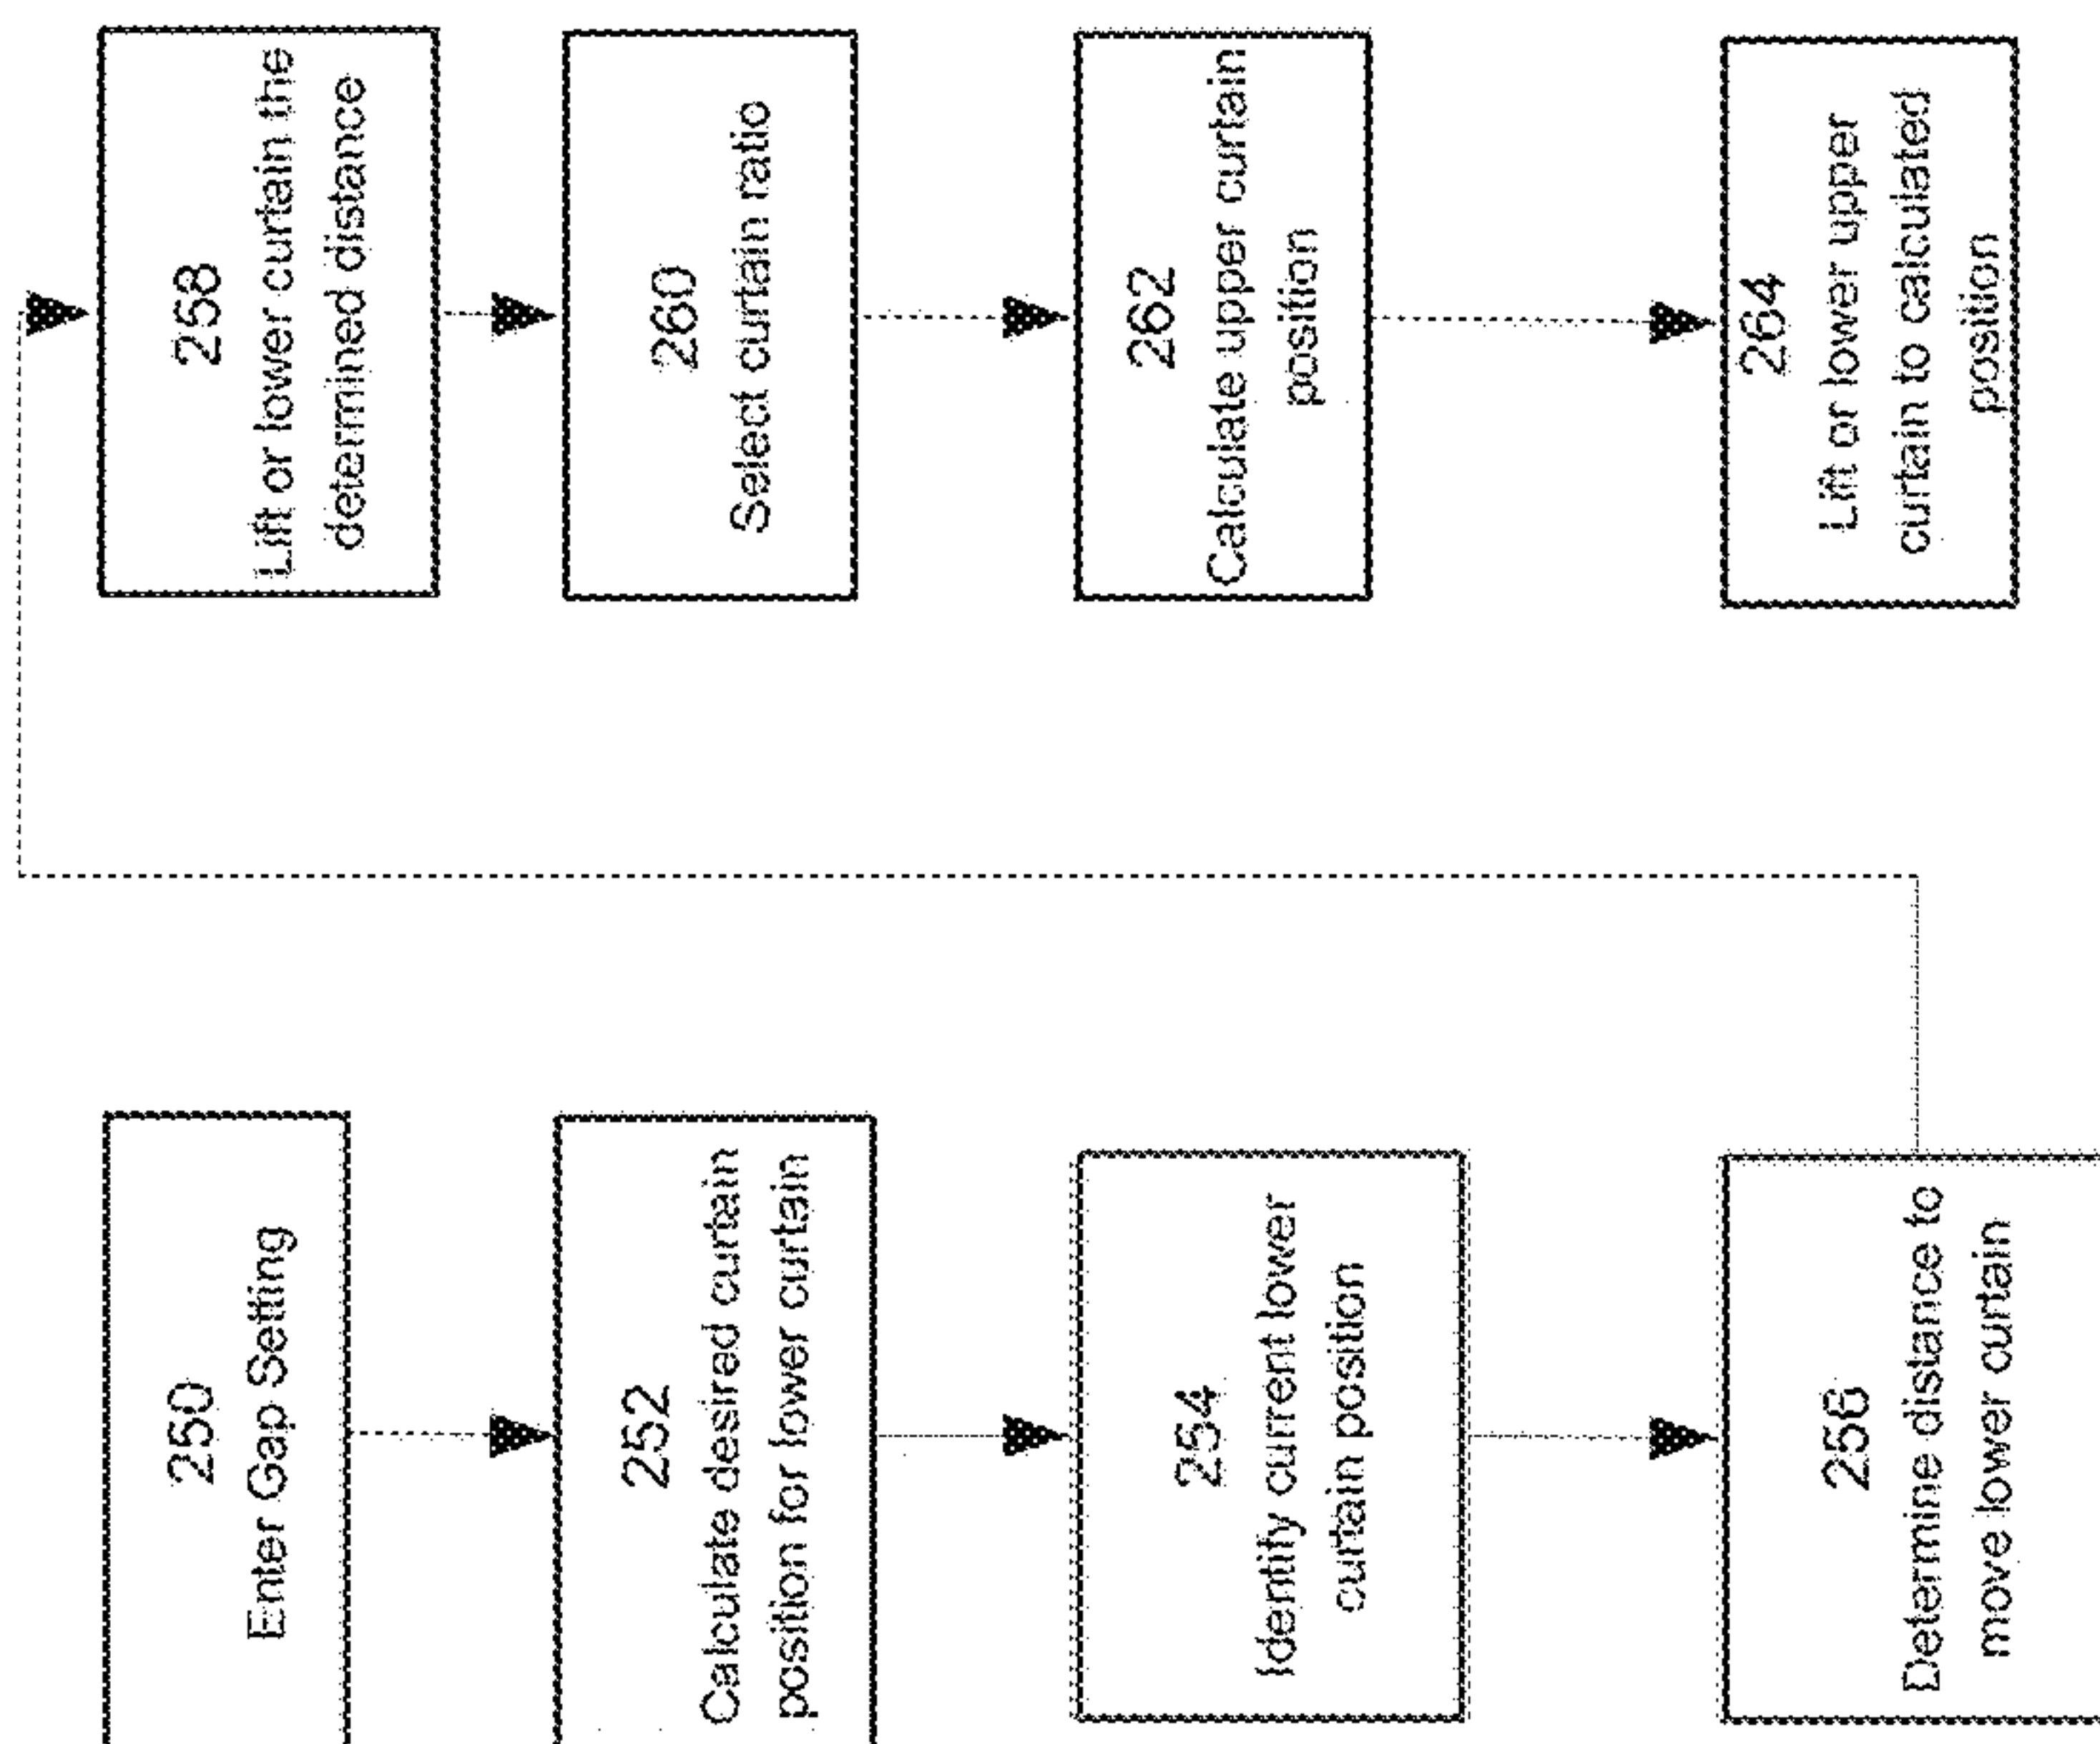 250
Enter Gap Setting
252
Calculate desired curtain
position for lower curtain
254
Identify current lower
curtain position
256
Determine distance to
move lower curtain
258
Lift or lower curtain the
determined distance
260
Select curtain ratio
262
Calculate upper curtain
position
264
Lift or lower upper
curtain to calculated
position